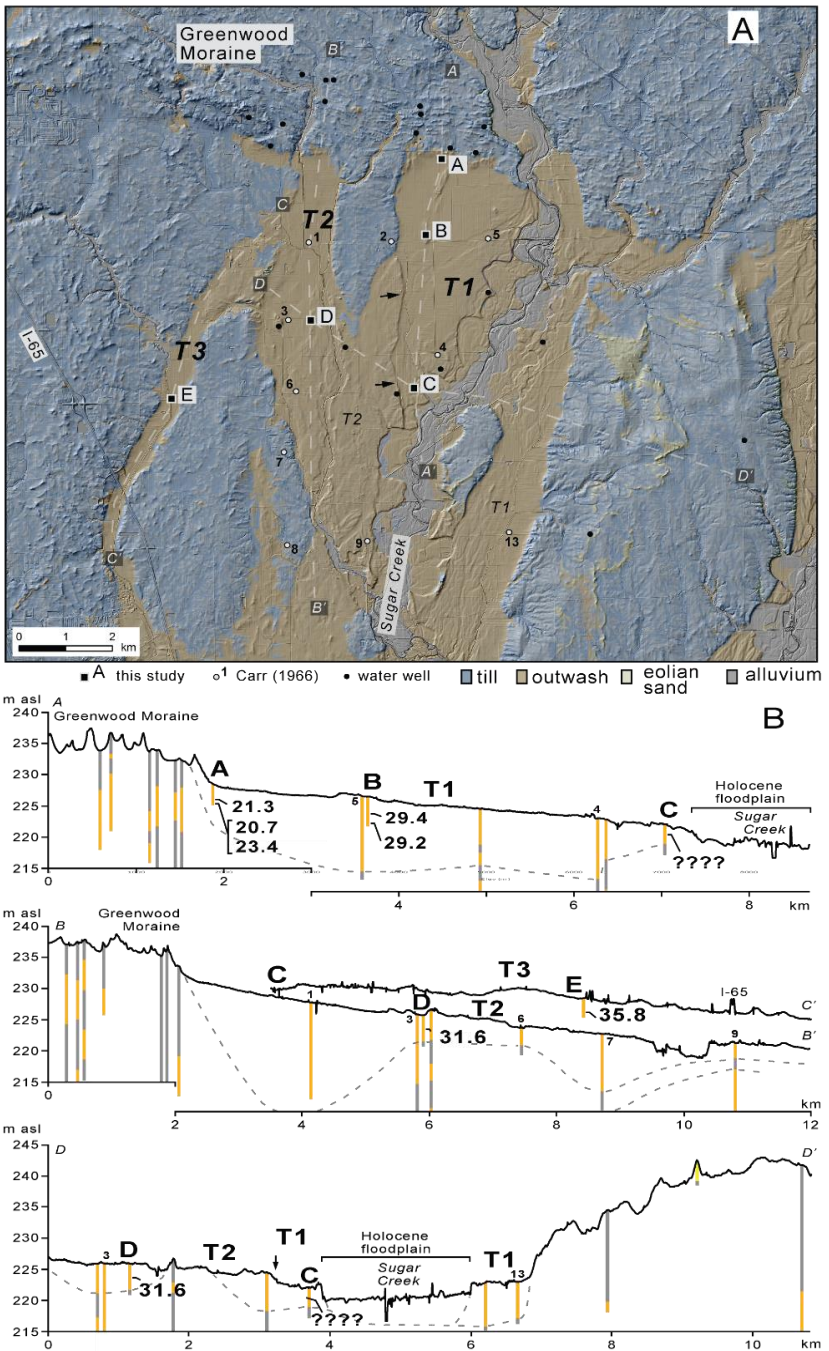 A
Greenwood
Moraine
B
A
A
C
T2
1
2
B
5
D
T1
3
D
T3
I-65
4
E
6
C
T2
7
A'
D'
T1
8
9
13
C'
B'
Sugar Creek
0 1 2
km
A this study
1 Carr (1966)
water well
till
outwash
eolian
sand
alluvium
m asl
B
240
A
Greenwood Moraine
235
230
A
B
T1
225
5
4
C
Holocene
floodplain
Sugar
Creek
21.3
20.7
23.4
29.4
29.2
????
220
215
0 2 4 6 8 km
m asl
240
B
Greenwood
Moraine
235
230
C
T3
E
I-65
C'
1
D
3
T2
35.8
225
31.6
6
7
9
B'
220
215
0
2 4 6 8 10 12
km
m asl
245
D
D'
240
235
230
Holocene
floodplain
T1
3
D
T2
C
Sugar
Creek
T1
13
225
31.6
????
220
215
0 2 4 6 8 10 km